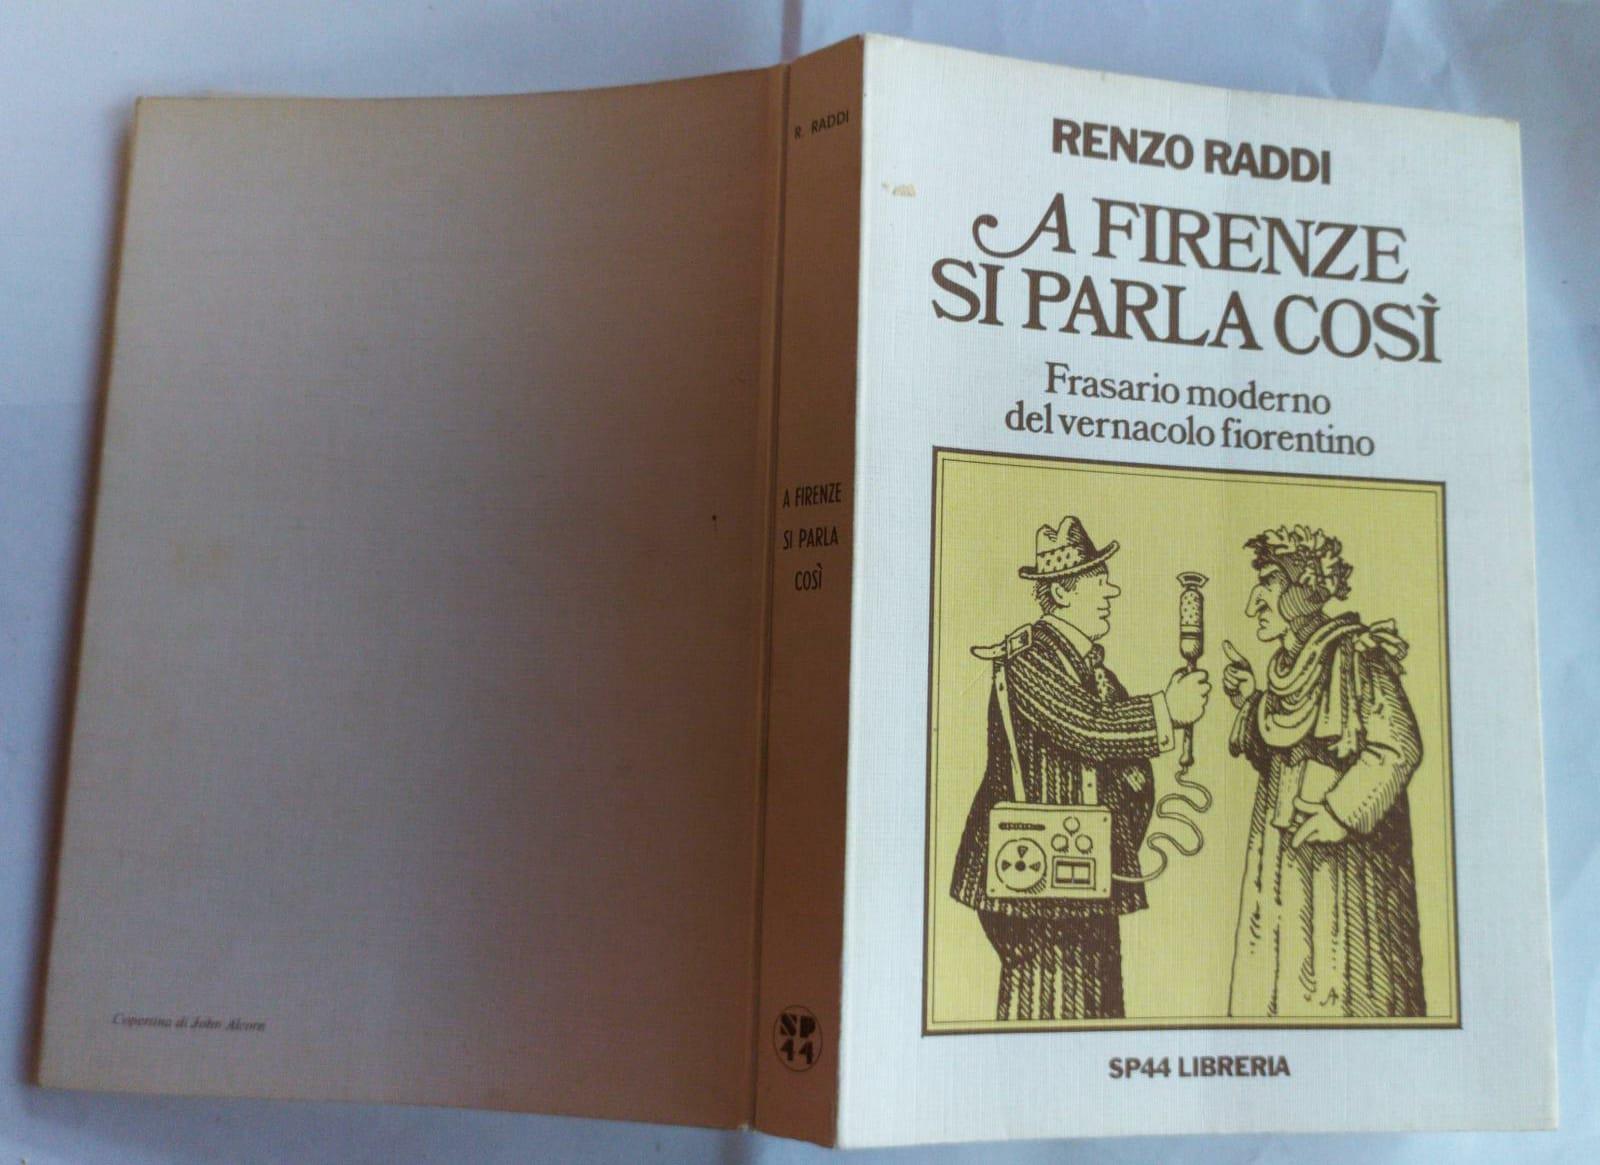 RENZO RADDI
A FIRENZE
SI PARLA COSÌ
Frasario moderno
del vernacolo fiorentino
SP44 LIBRERIA
R. RADDI
A FIRENZE
SI PARLA
COSÌ
SP
44
Copertina di John Alcorn